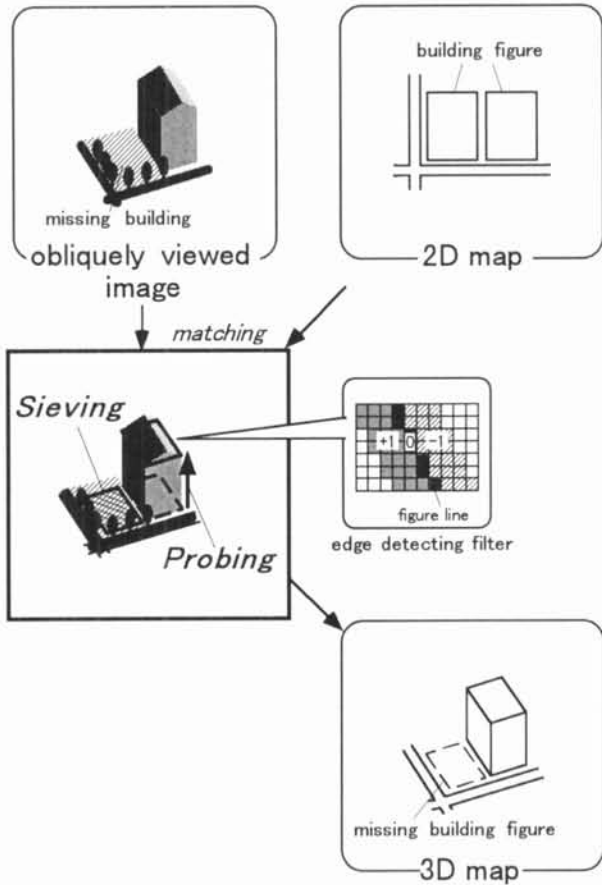 missing building
obliquely viewed
image
building figure
2D map
matching
Sieving
Probing
+1 0 -1
figure line
edge detecting filter
missing building figure
3D map